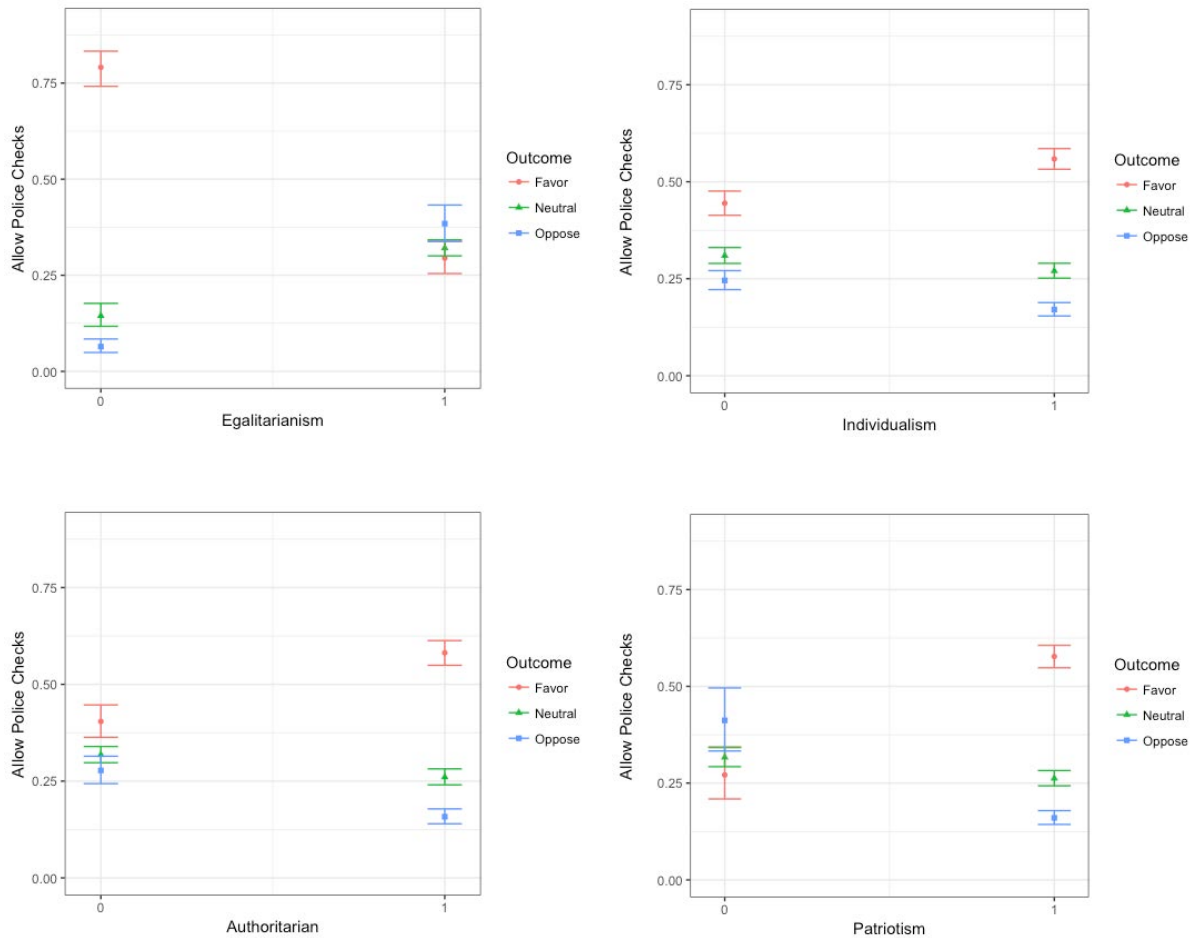 Allow Police Checks
0.75
0.50
0.25
0.00
0
1
Egalitarianism
Outcome
Favor
Neutral
Oppose
Allow Police Checks
0.75
0.50
0.25
0.00
0
1
Individualism
Outcome
Favor
Neutral
Oppose
Allow Police Checks
0.75
0.50
0.25
0.00
0
1
Authoritarian
Outcome
Favor
Neutral
Oppose
Allow Police Checks
0.75
0.50
0.25
0.00
0
1
Patriotism
Outcome
Favor
Neutral
Oppose